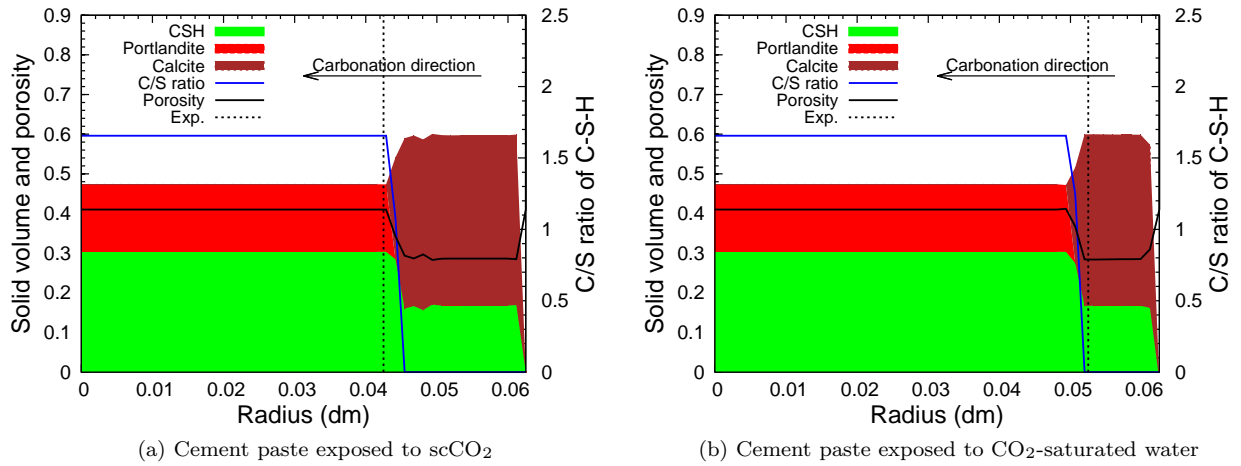 CSH
Portlandite
Calcite
C/S ratio
Porosity
Exp.
Carbonation direction
Solid volume and porosity
0.9
0.8
0.7
0.6
0.5
0.4
0.3
0.2
0.1
0
2.5
2
1.5
1
0.5
0
C/S ratio of C-S-H
0 0.01 0.02 0.03 0.04 0.05 0.06
Radius (dm)
(a) Cement paste exposed to scCO₂
CSH
Portlandite
Calcite
C/S ratio
Porosity
Exp.
Carbonation direction
Solid volume and porosity
0.9
0.8
0.7
0.6
0.5
0.4
0.3
0.2
0.1
0
2.5
2
1.5
1
0.5
0
C/S ratio of C-S-H
0 0.01 0.02 0.03 0.04 0.05 0.06
Radius (dm)
(b) Cement paste exposed to CO₂-saturated water